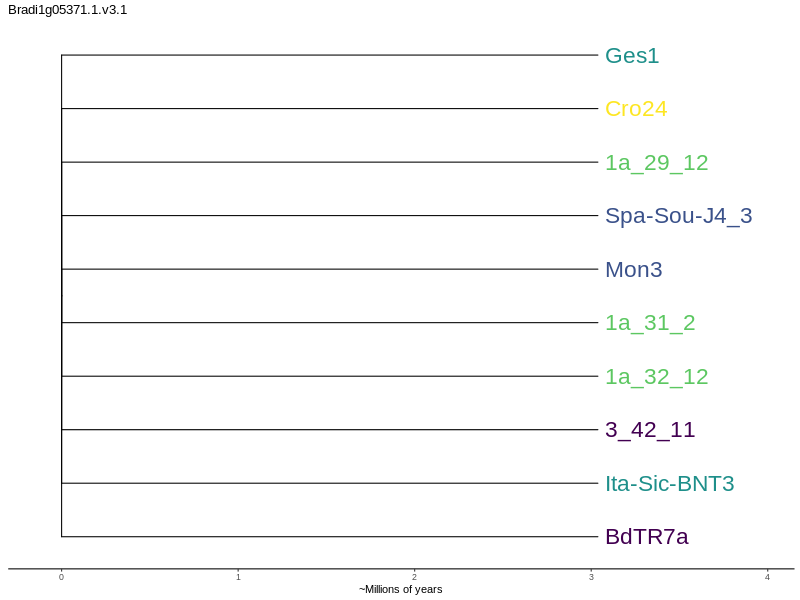 Bradi1g05371.1.v3.1
Ges1
Cro24
1a_29_12
Spa-Sou-J4_3
Mon3
1a_31_2
1a_32_12
3_42_11
Ita-Sic-BNT3
BdTR7a
0 1 2 3 4
~Millions of years